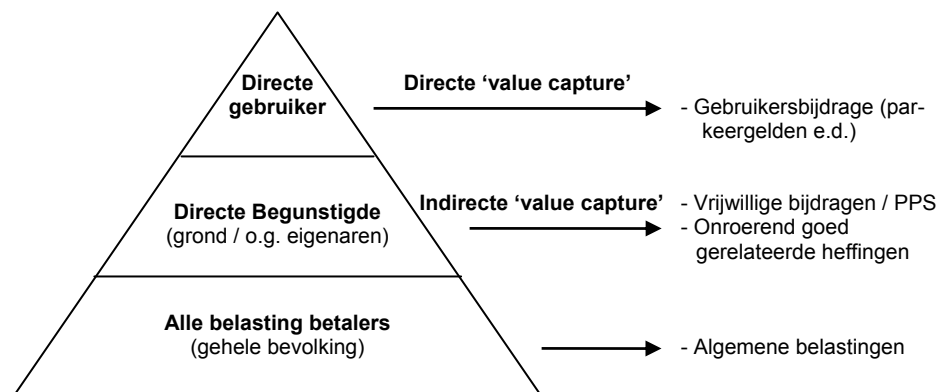 Directe
gebruiker
Directe ‘value capture’
- Gebruikersbijdrage (par-
keergelden e.d.)
Directe Begunstigde
(grond / o.g. eigenaren)
Indirecte ‘value capture’
- Vrijwillige bijdragen / PPS
- Onroerend goed
gerelateerde heffingen
Alle belasting betalers
(gehele bevolking)
- Algemene belastingen